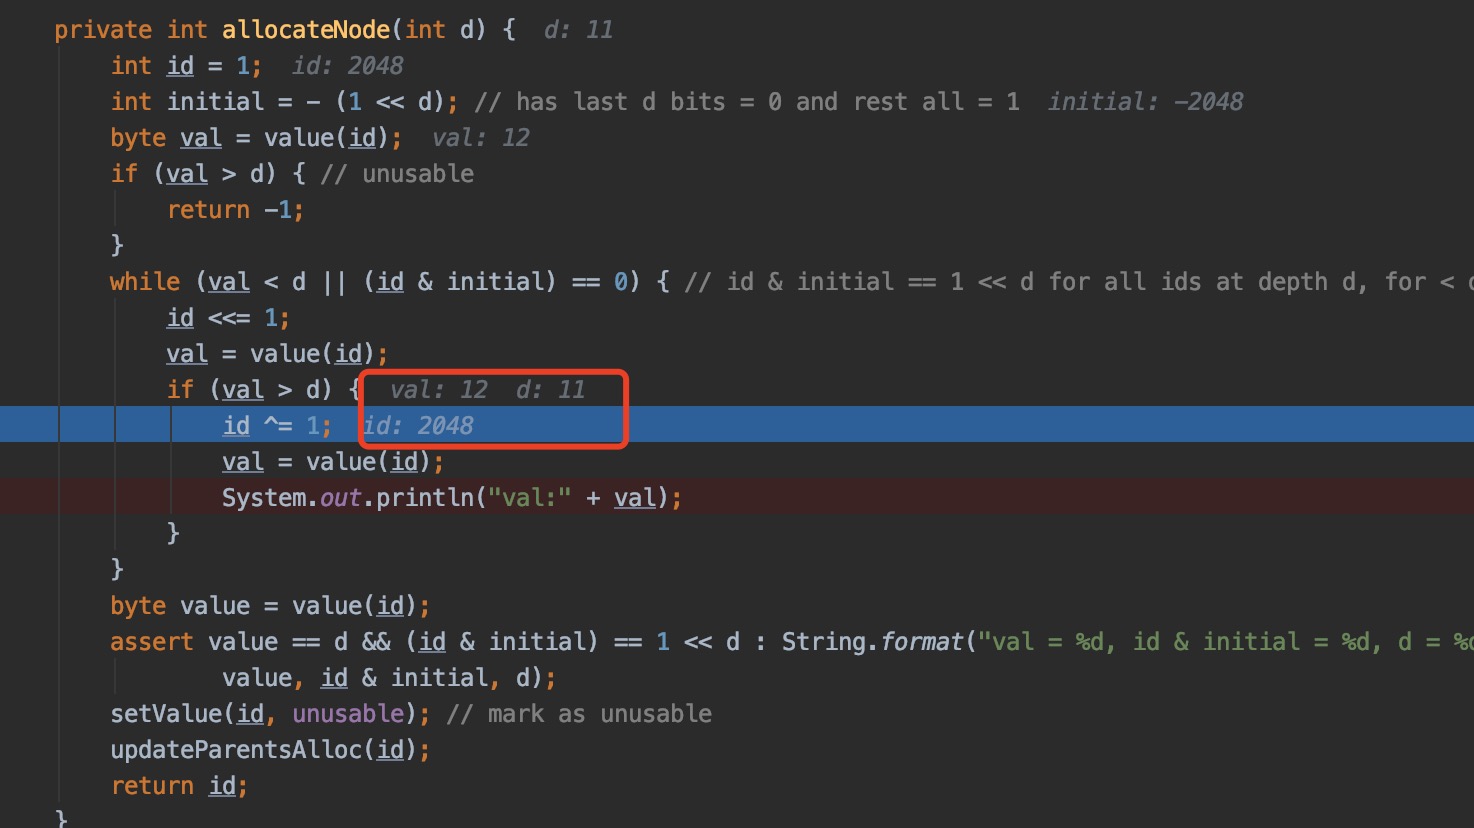 private int allocateNode(int d) {  d: 11
int id = 1;  id: 2048
int initial = - (1 << d); // has last d bits = 0 and rest all = 1  initial: -2048
byte val = value(id);  val: 12
if (val > d) { // unusable
return -1;
}
while (val < d || (id & initial) == 0) { // id & initial == 1 << d for all ids at depth d, for <
id <<= 1;
val = value(id);
if (val > d) {  val: 12  d: 11
id ^= 1;  id: 2048
val = value(id);
System.out.println("val:" + val);
}
}
byte value = value(id);
assert value == d && (id & initial) == 1 << d : String.format("val = %d, id & initial = %d, d = %d
value, id & initial, d);
setValue(id, unusable); // mark as unusable
updateParentsAlloc(id);
return id;
}